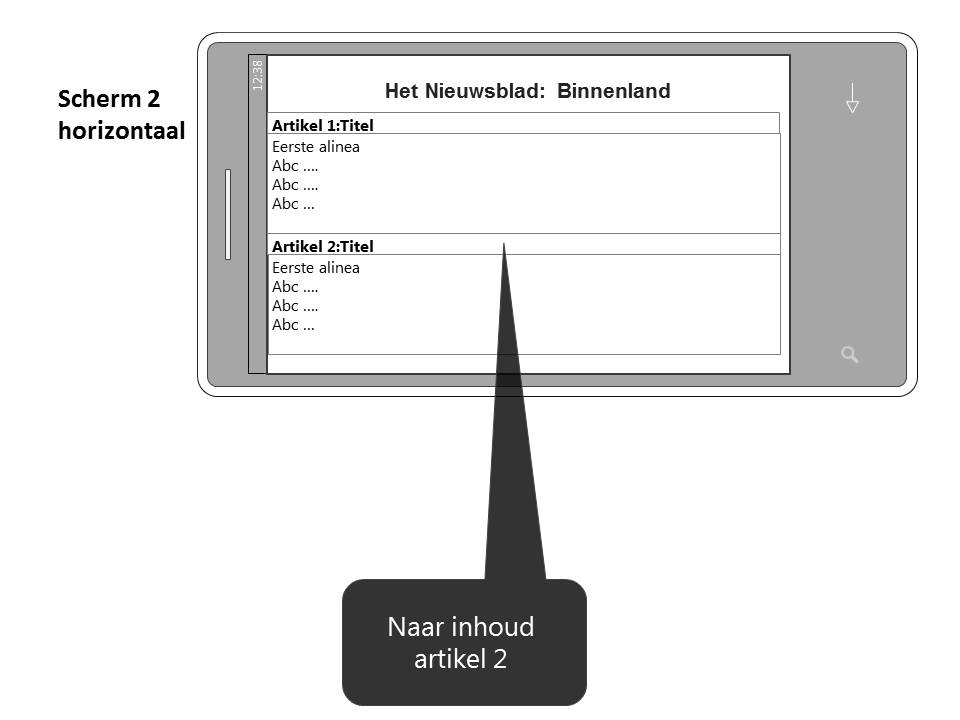 Scherm 2
horizontaal
12:38
Het Nieuwsblad:  Binnenland
Artikel 1:Titel
Eerste alinea
Abc ....
Abc ....
Abc ...
Artikel 2:Titel
Eerste alinea
Abc ....
Abc ....
Abc ...
Naar inhoud
artikel 2